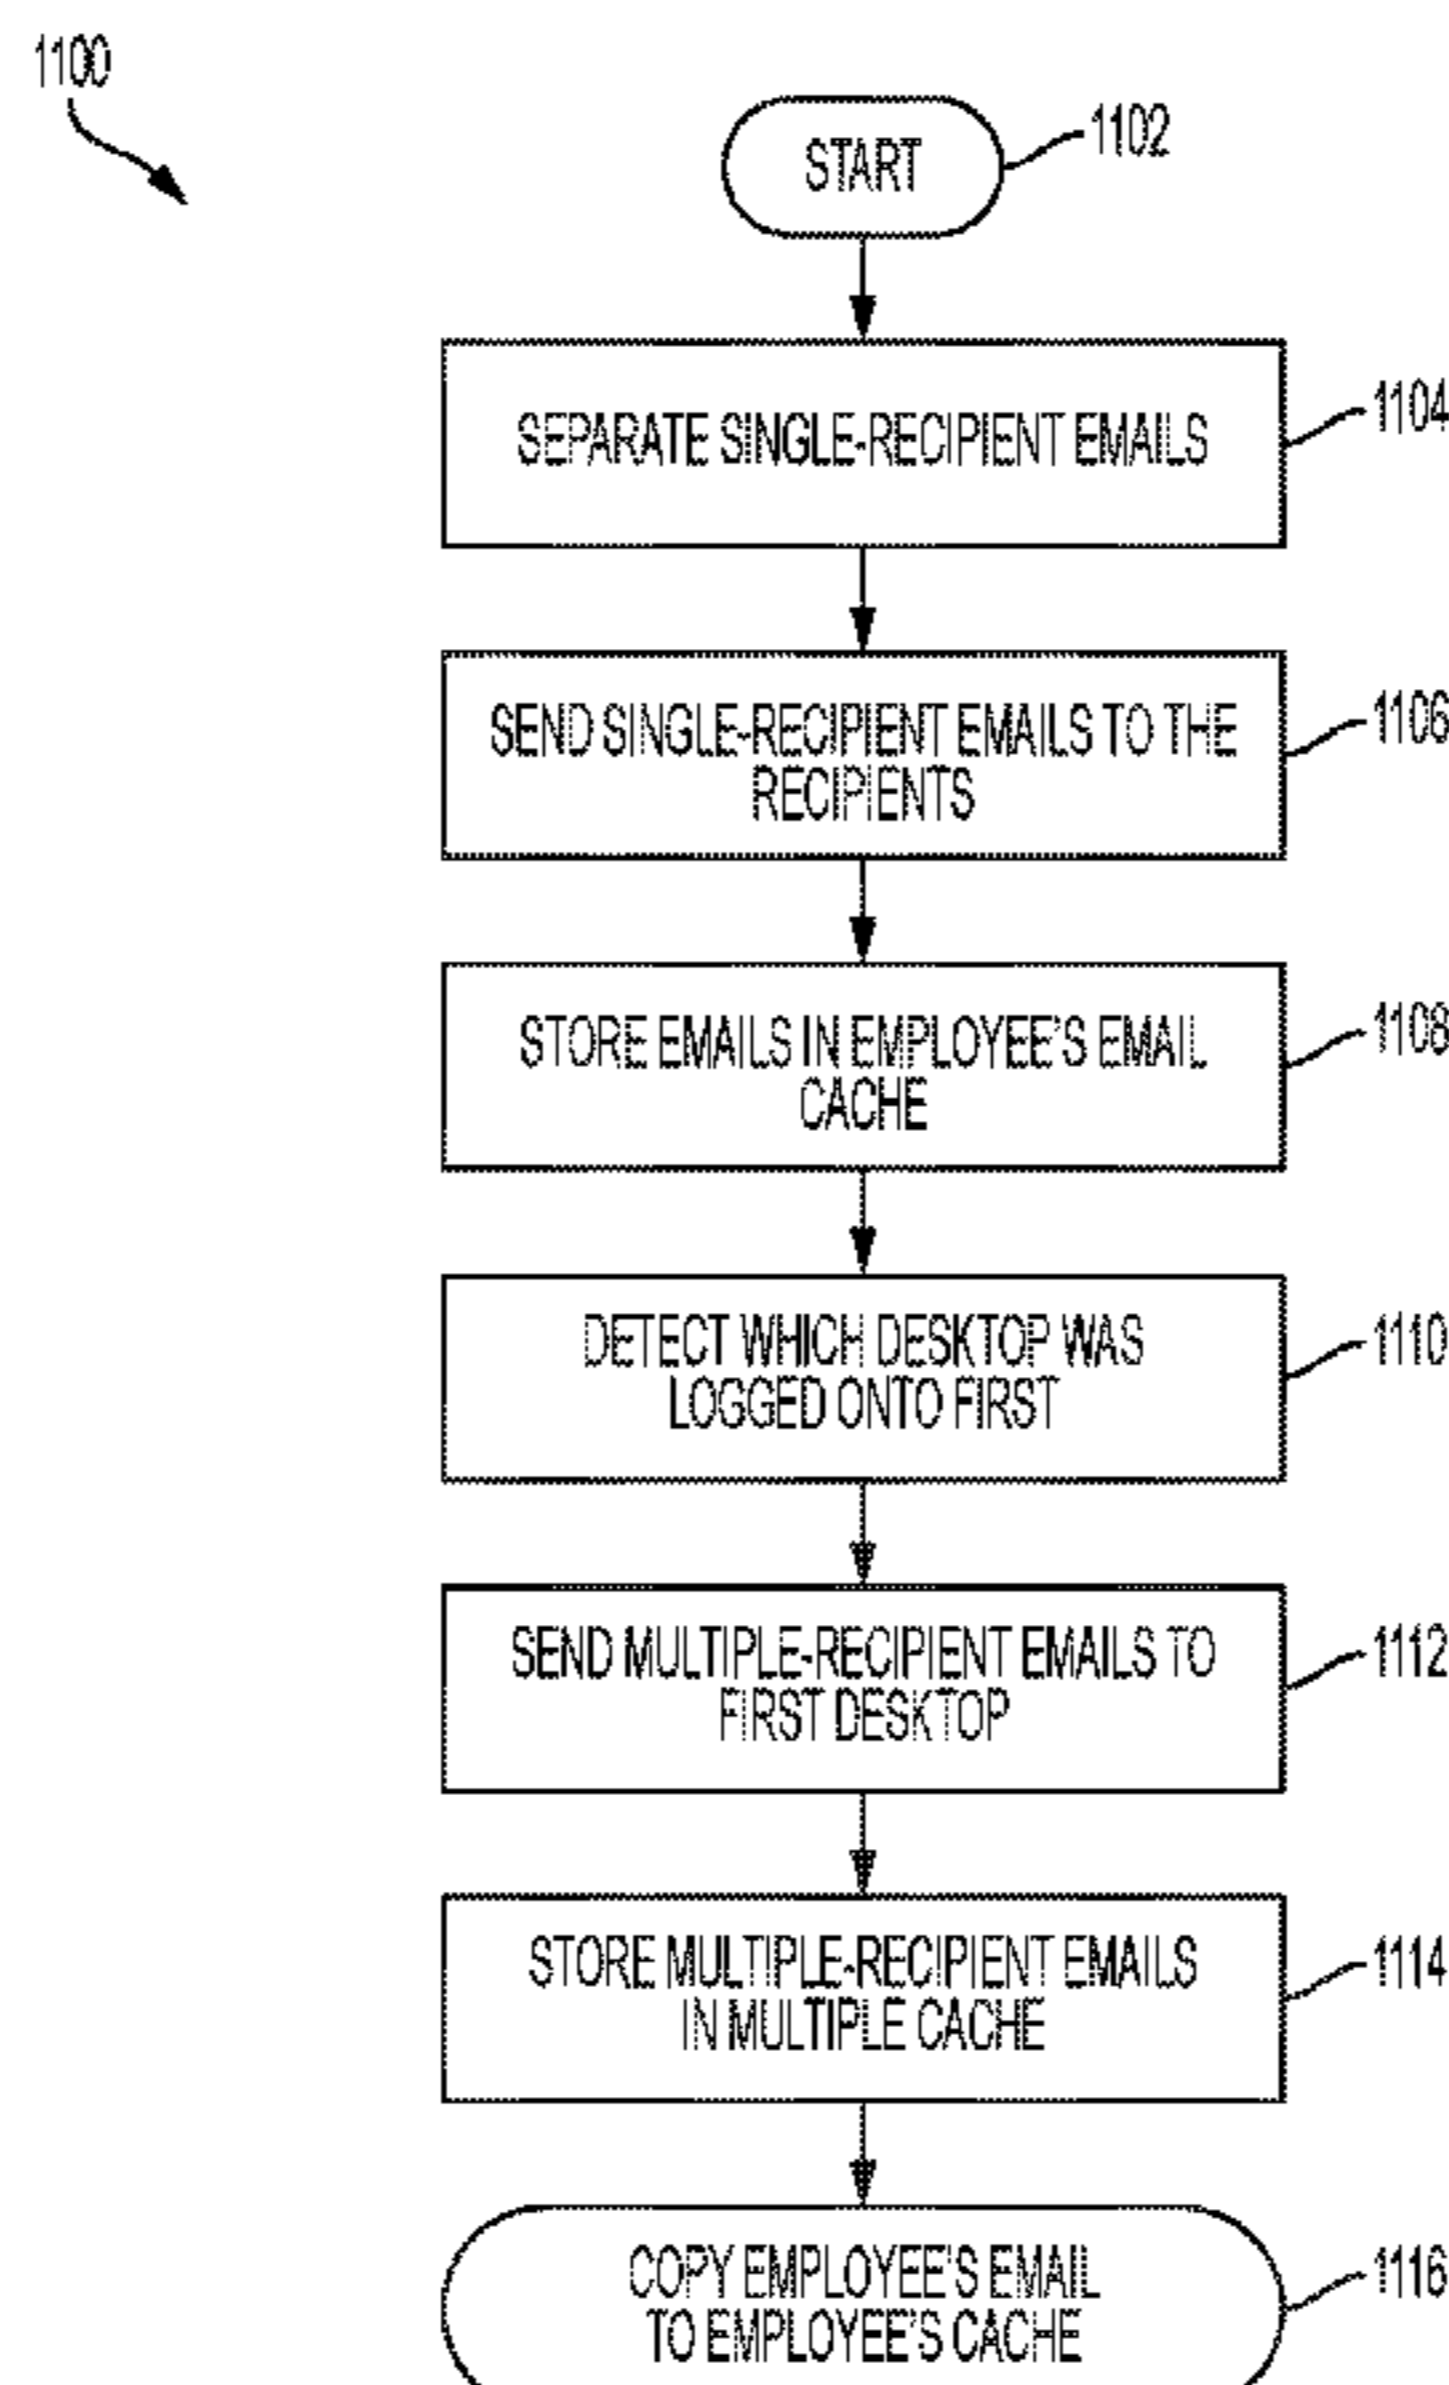 1100
START
1102
SEPARATE SINGLE-RECIPIENT EMAILS
1104
SEND SINGLE-RECIPIENT EMAILS TO THE
RECIPIENTS
1106
STORE EMAILS IN EMPLOYEE'S EMAIL
CACHE
1108
DETECT WHICH DESKTOP WAS
LOGGED ONTO FIRST
1110
SEND MULTIPLE-RECIPIENT EMAILS TO
FIRST DESKTOP
1112
STORE MULTIPLE-RECIPIENT EMAILS
IN MULTIPLE CACHE
1114
COPY EMPLOYEE'S EMAIL
TO EMPLOYEE'S CACHE
1116